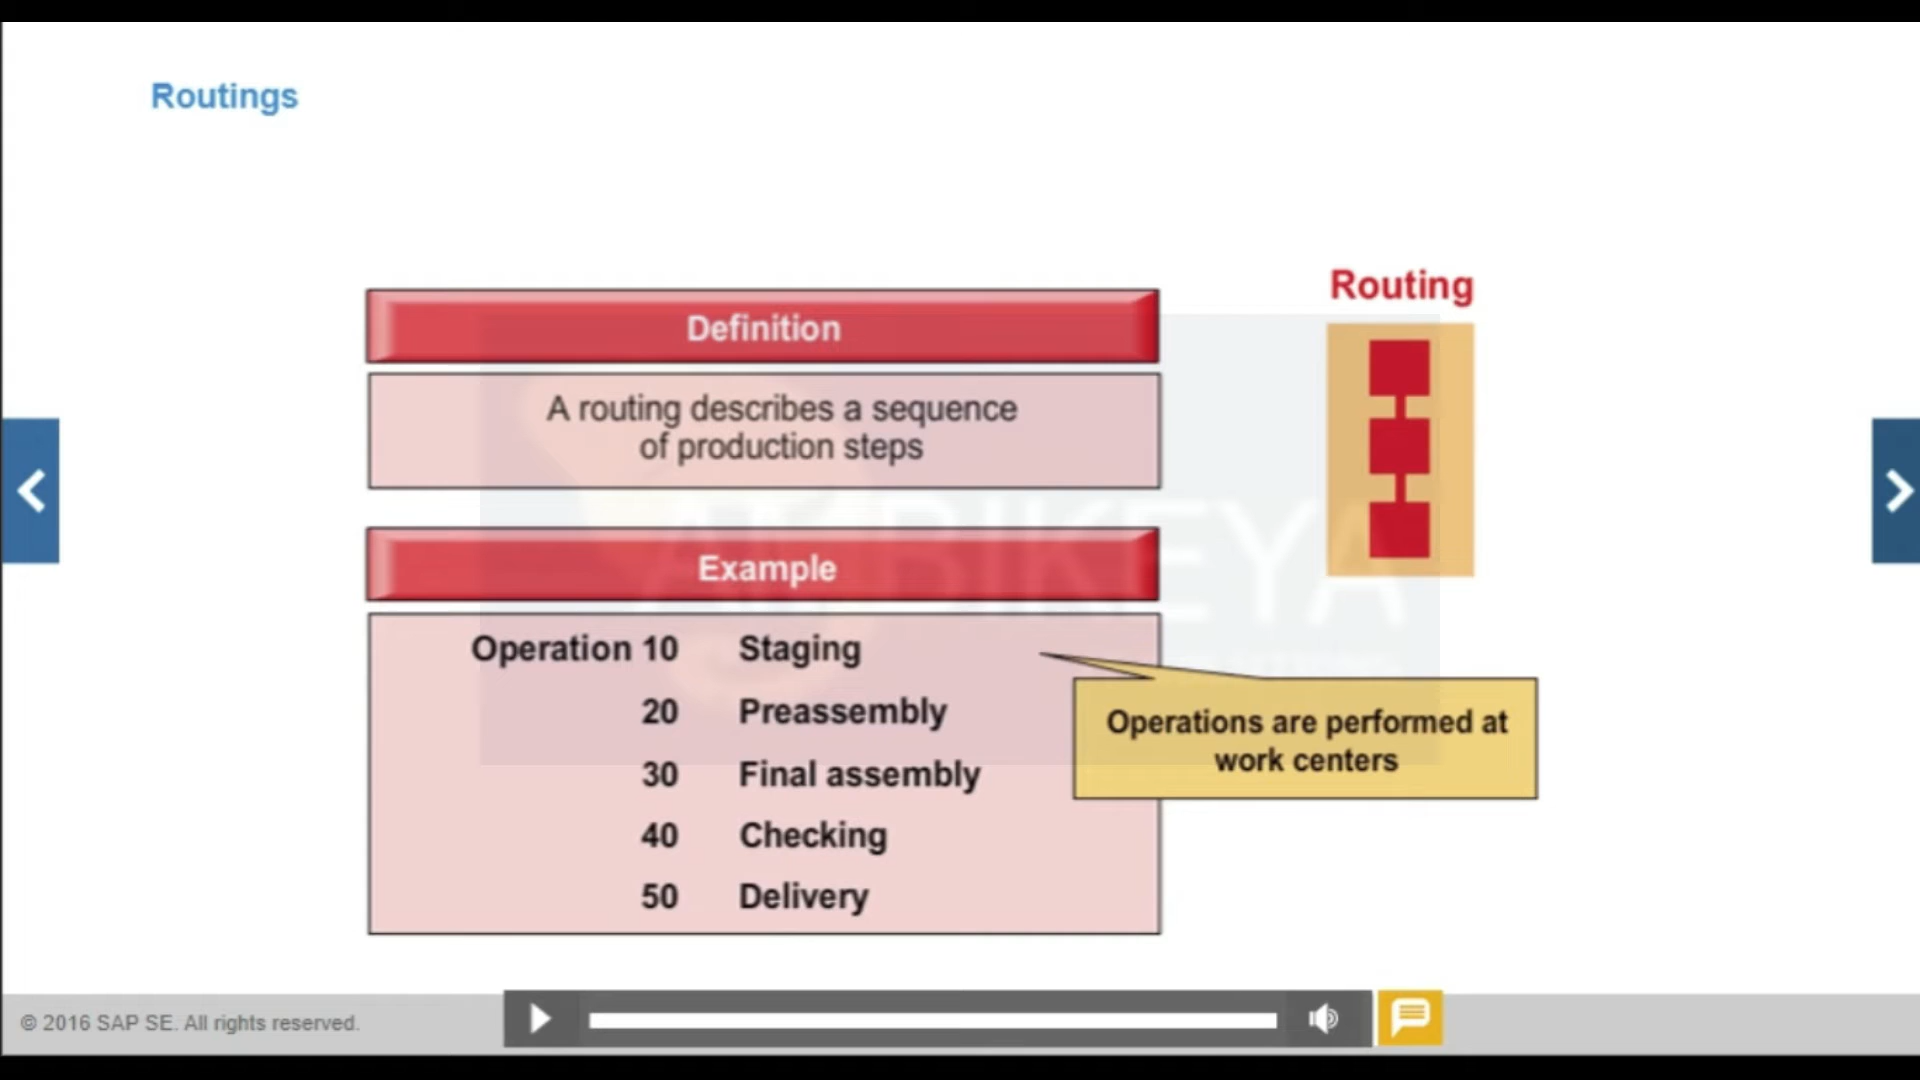 Routings
Routing
Definition
A routing describes a sequence
of production steps
Example
Operation 10 Staging
20 Preassembly
30 Final assembly
40 Checking
50 Delivery
Operations are performed at
work centers
© 2016 SAP SE. All rights reserved.